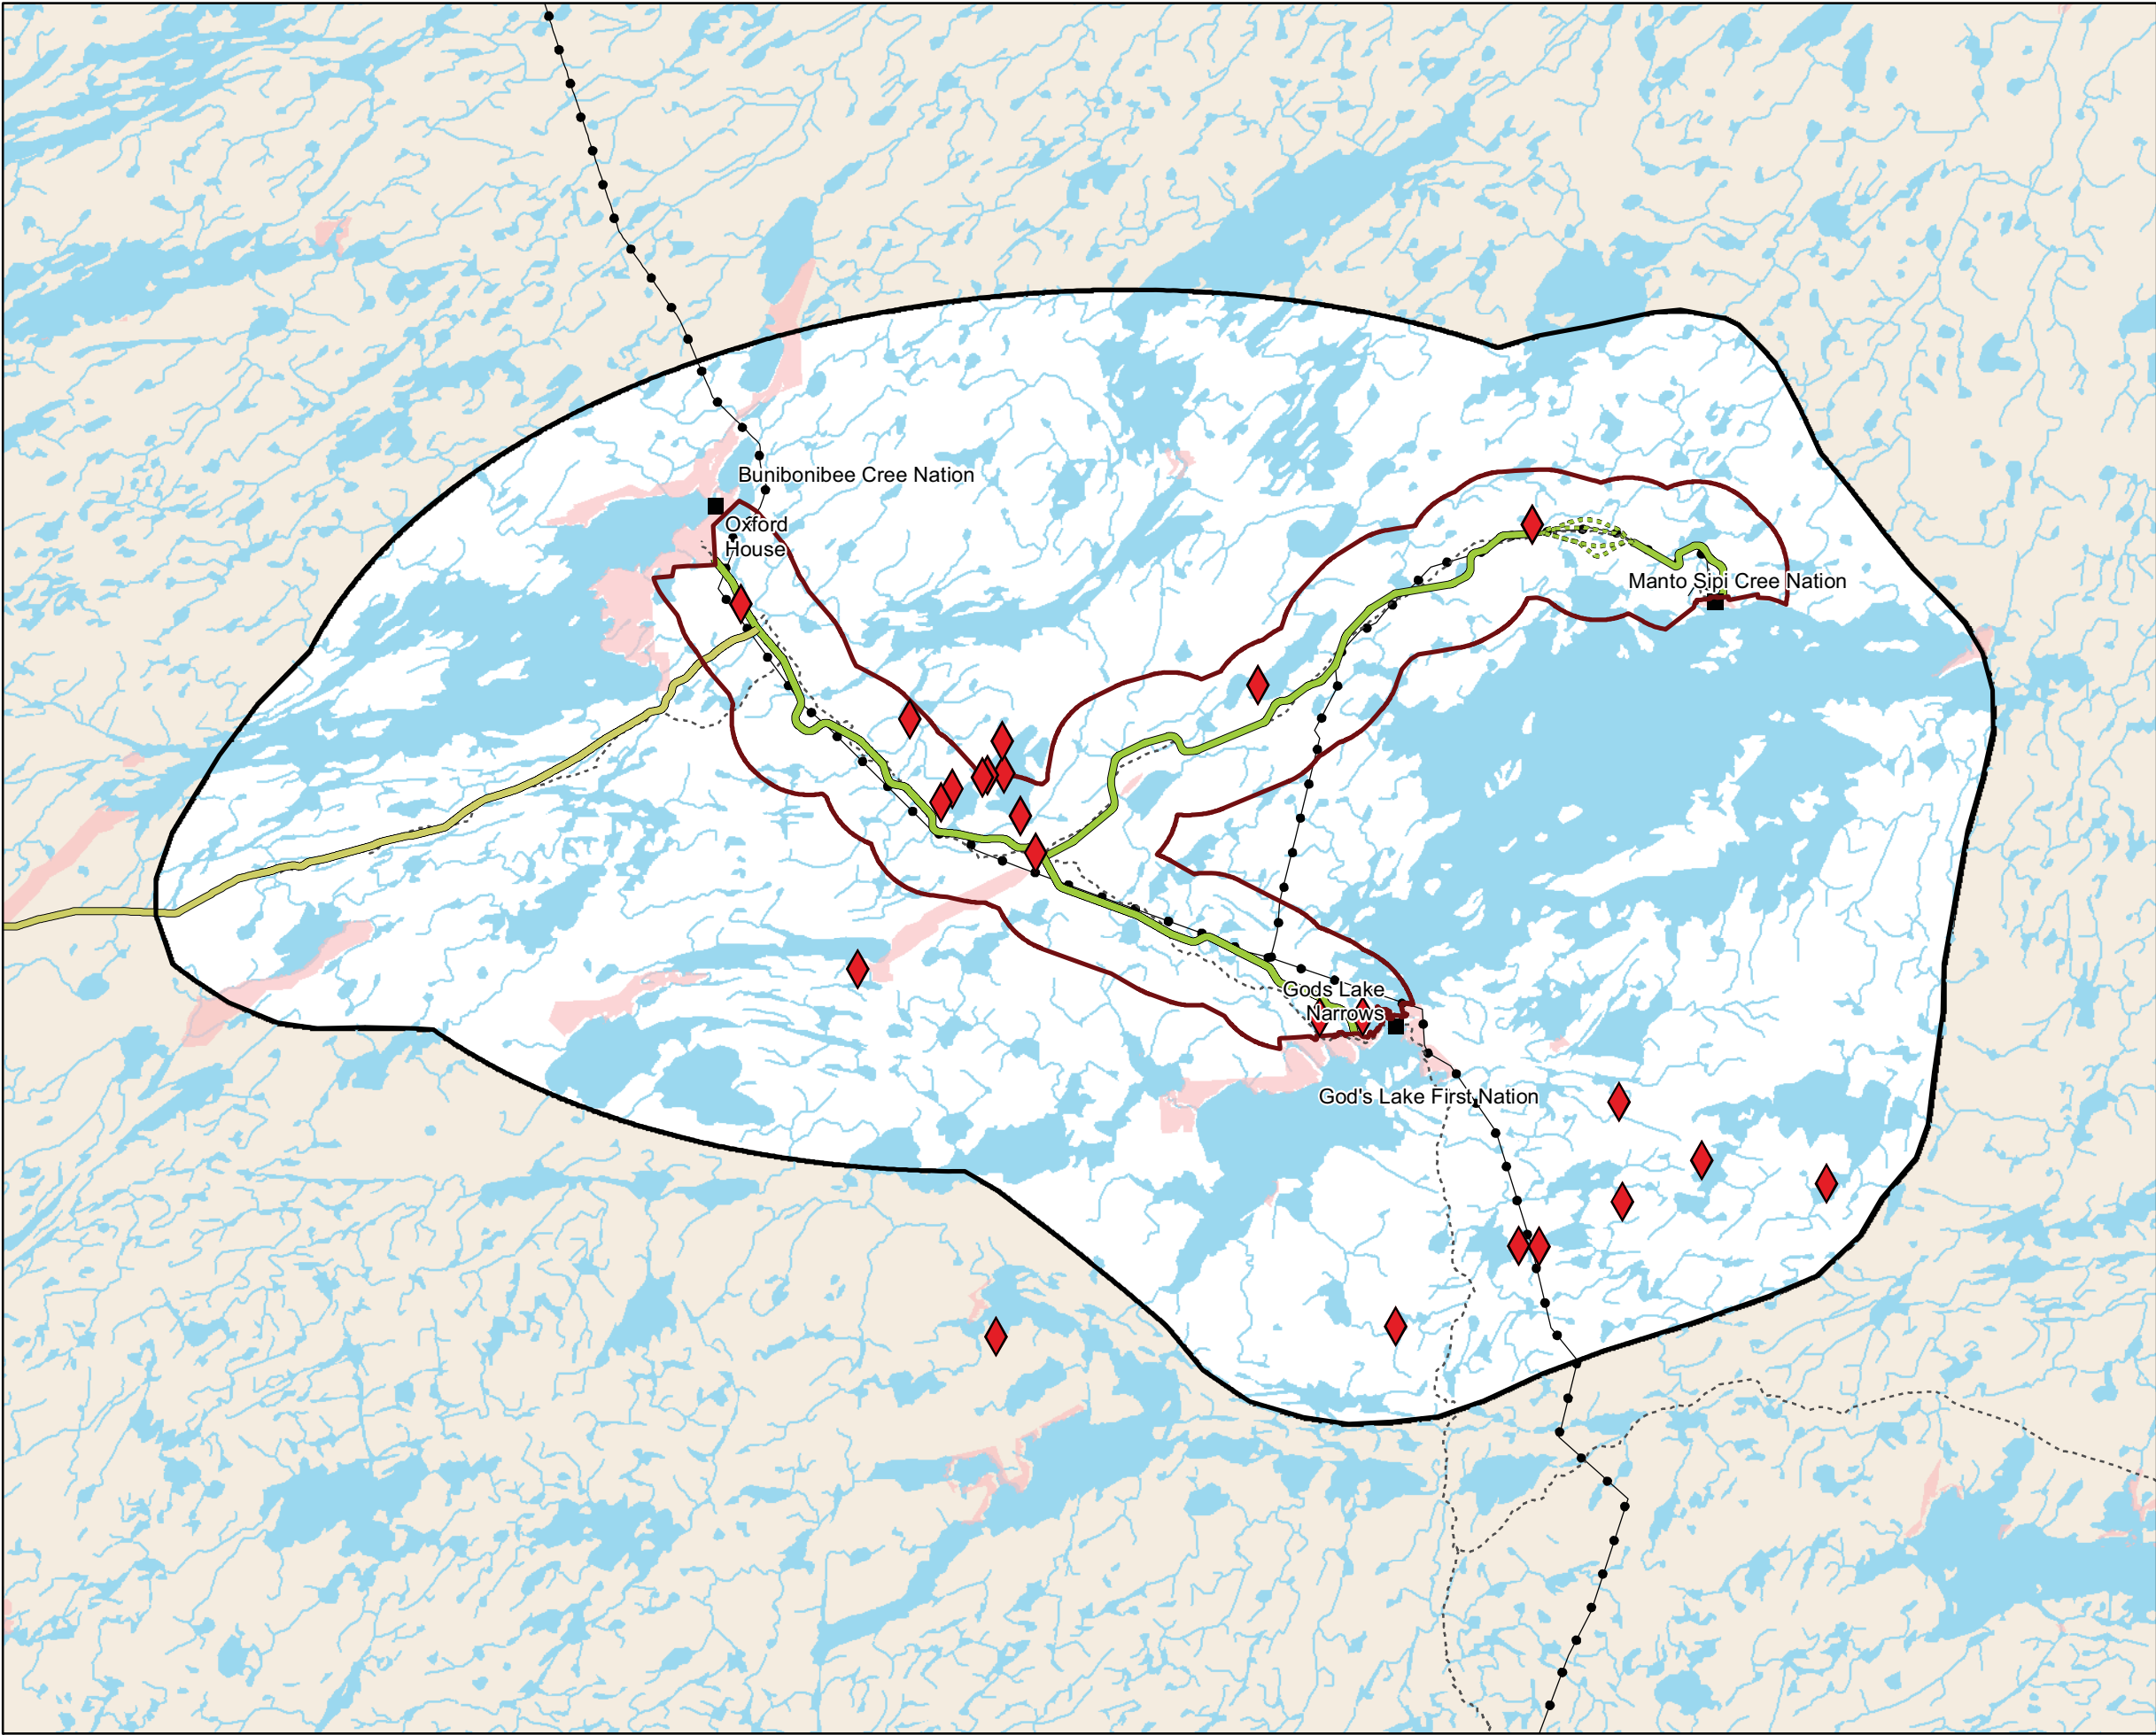 Bunibonibee Cree Nation
Oxford
House
Manto Sipi Cree Nation
Gods Lake
Narrows
God's Lake First Nation